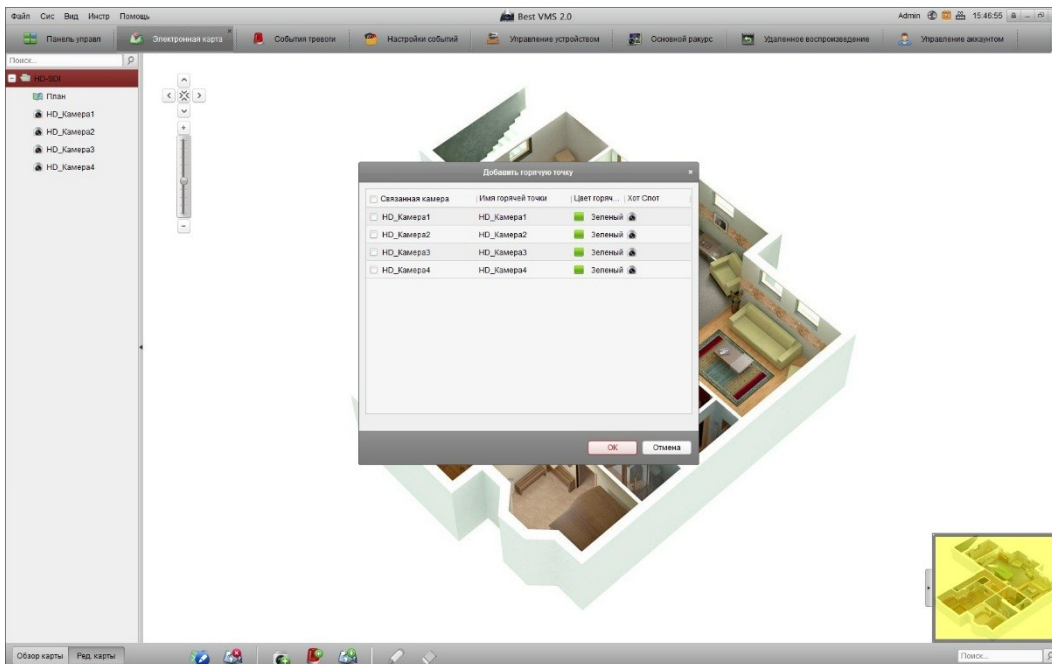 Файл Сис Вид Инстр Помощь
Best VMS 2.0
Admin 15:46:55
Панель управл
Электронная карта
События тревоги
Настройки событий
Управление устройством
Основной ракурс
Удаленное воспроизведение
Управление аккаунтом
Поиск...
HD-SDI
План
HD_Камера1
HD_Камера2
HD_Камера3
HD_Камера4
Добавить горячую точку
Связанная камера Имя горячей точки Цвет горяч... Хот Спот
HD_Камера1 HD_Камера1 Зеленый
HD_Камера2 HD_Камера2 Зеленый
HD_Камера3 HD_Камера3 Зеленый
HD_Камера4 HD_Камера4 Зеленый
OK Отмена
Обзор карты Ред. карты
Поиск...